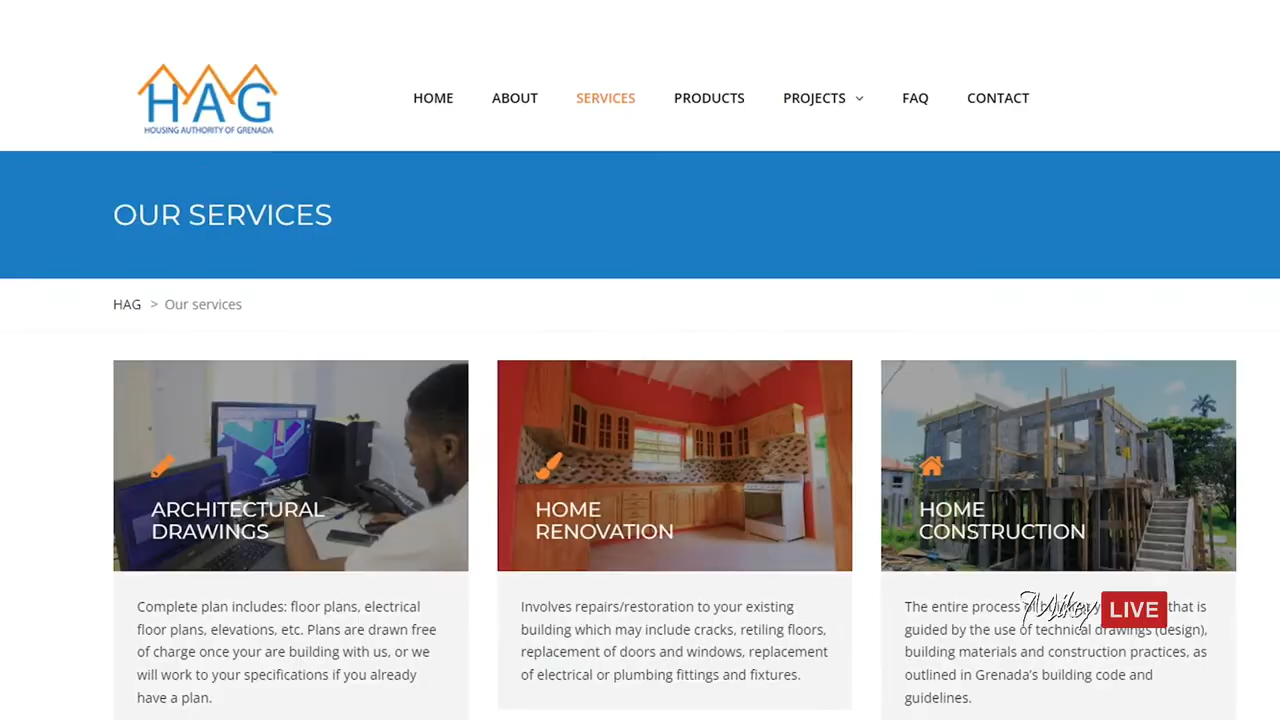 HAG
HOUSING AUTHORITY OF GRENADA
HOME ABOUT SERVICES PRODUCTS PROJECTS FAQ CONTACT
OUR SERVICES
HAG > Our services
ARCHITECTURAL
DRAWINGS
Complete plan includes: floor plans, electrical
floor plans, elevations, etc. Plans are drawn free
of charge once your are building with us, or we
will work to your specifications if you already
have a plan.
HOME
RENOVATION
Involves repairs/restoration to your existing
building which may include cracks, retiling floors,
replacement of doors and windows, replacement
of electrical or plumbing fittings and fixtures.
HOME
CONSTRUCTION
The entire process that is
guided by the use of technical drawings (design),
building materials and construction practices, as
outlined in Grenada's building code and
guidelines.
Mikey LIVE